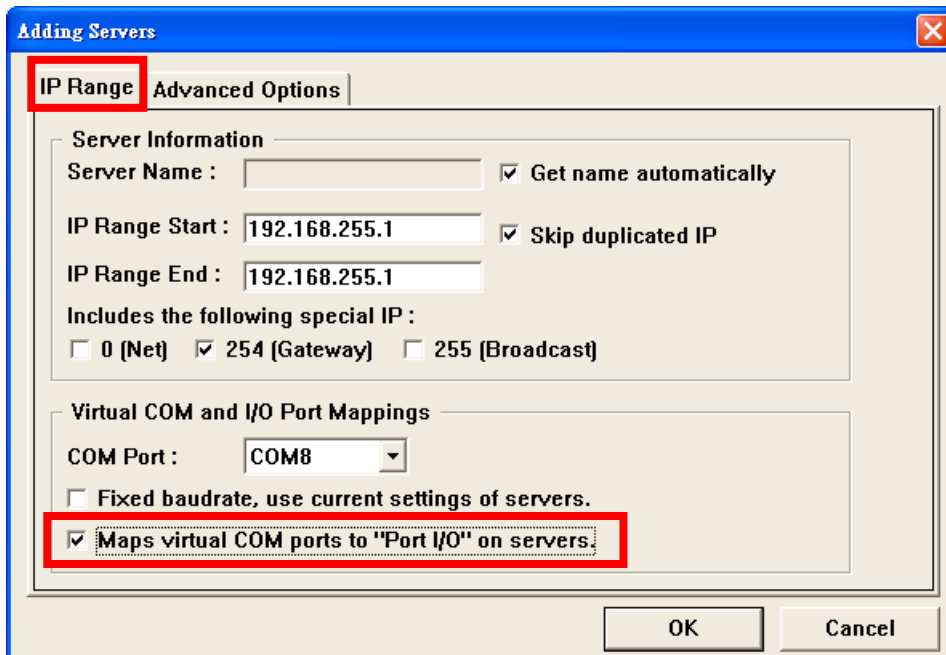 Adding Servers
IP Range Advanced Options
Server Information
Server Name : Get name automatically
IP Range Start : 192.168.255.1 Skip duplicated IP
IP Range End : 192.168.255.1
Includes the following special IP :
0 (Net) 254 (Gateway) 255 (Broadcast)
Virtual COM and I/O Port Mappings
COM Port : COM8
Fixed baudrate, use current settings of servers.
Maps virtual COM ports to "Port I/O" on servers.
OK Cancel